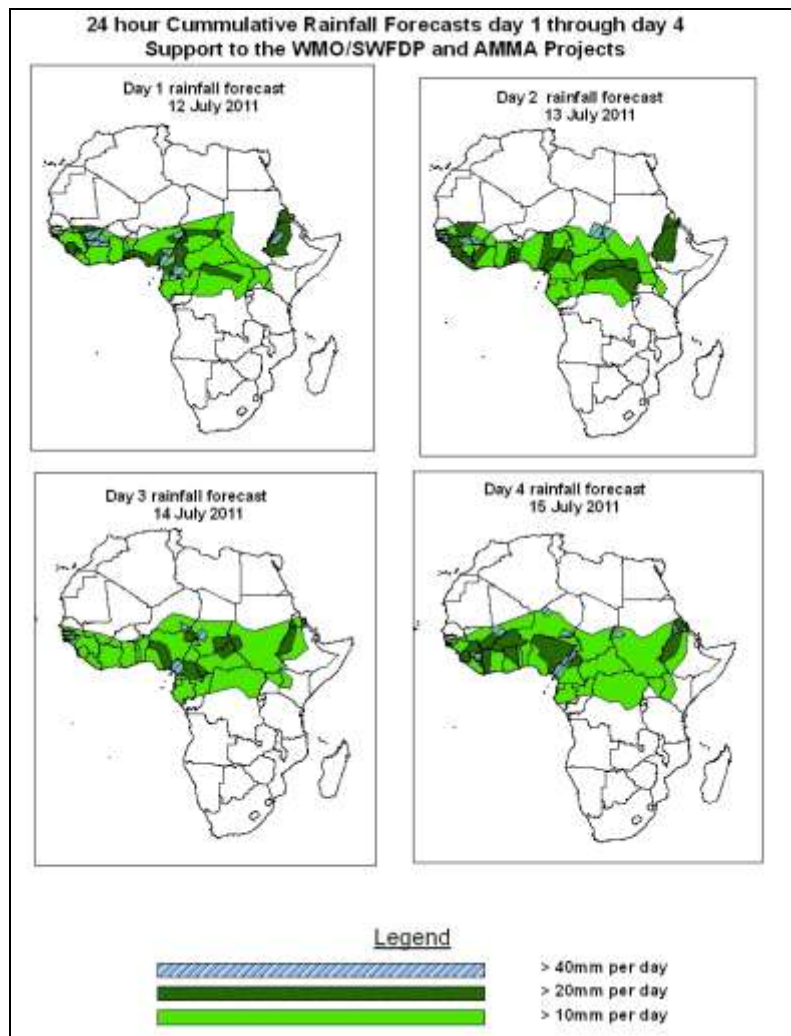 24 hour Cummulative Rainfall Forecasts day 1 through day 4
Support to the WMO/SWFDP and AMMA Projects
Day 1 rainfall forecast
12 July 2011
Day 2 rainfall forecast
13 July 2011
Day 3 rainfall forecast
14 July 2011
Day 4 rainfall forecast
15 July 2011
Legend
> 40mm per day
> 20mm per day
> 10mm per day